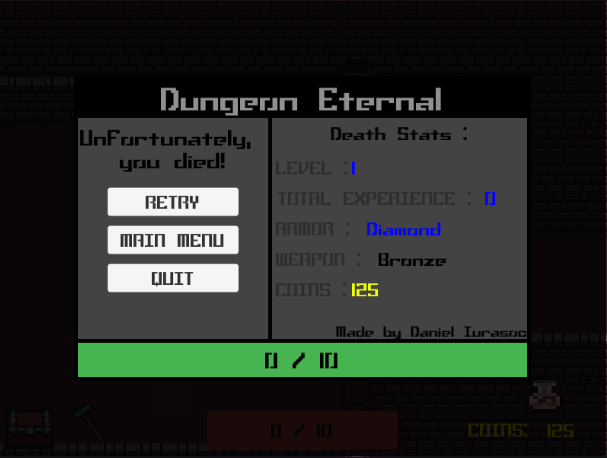 Dungeon Eternal
Unfortunately,
you died!
RETRY
MAIN MENU
QUIT
Death Stats :
LEVEL : 1
TOTAL EXPERIENCE : 0
ARMOR : Diamond
WEAPON : Bronze
COINS : 125
Made by Daniel
0 / 10
0 / 10
COINS: 125